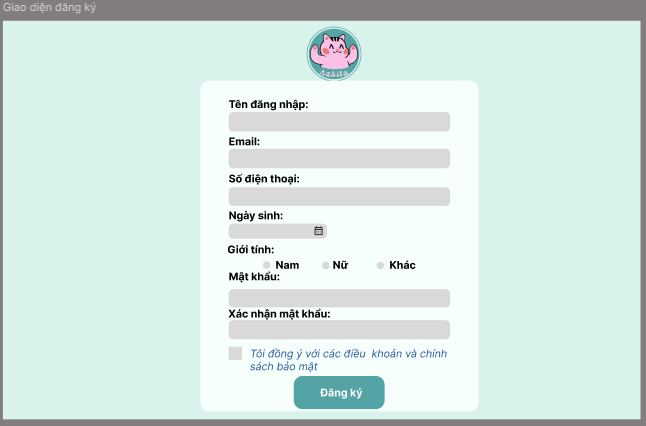 Giao diện đăng ký
Tên đăng nhập:
Email:
Số điện thoại:
Ngày sinh:
Giới tính:
Nam Nữ Khác
Mật khẩu:
Xác nhận mật khẩu:
Tôi đồng ý với các điều khoản và chính
sách bảo mật
Đăng ký